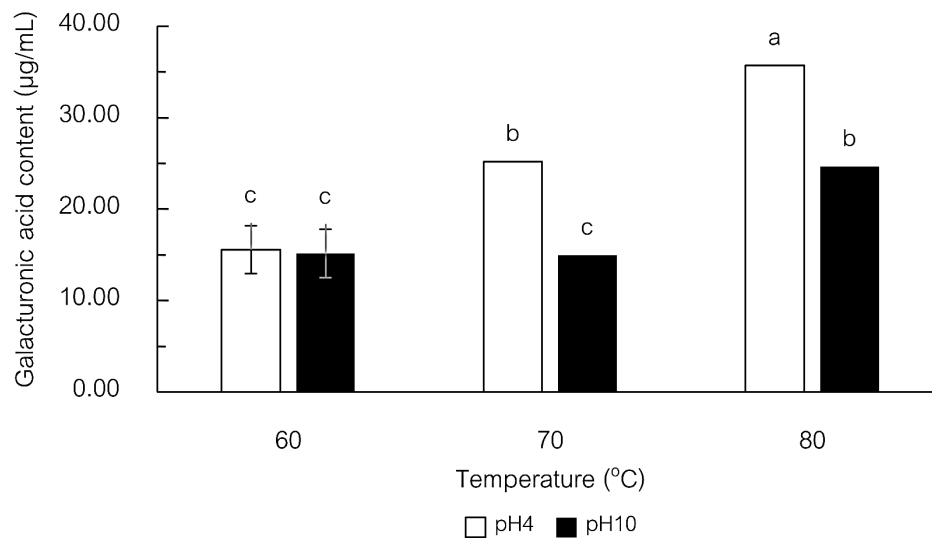 Galacturonic acid content (µg/mL)
40.00
30.00
20.00
10.00
0.00
c
c
b
c
a
b
60
70
80
Temperature (°C)
pH4
pH10